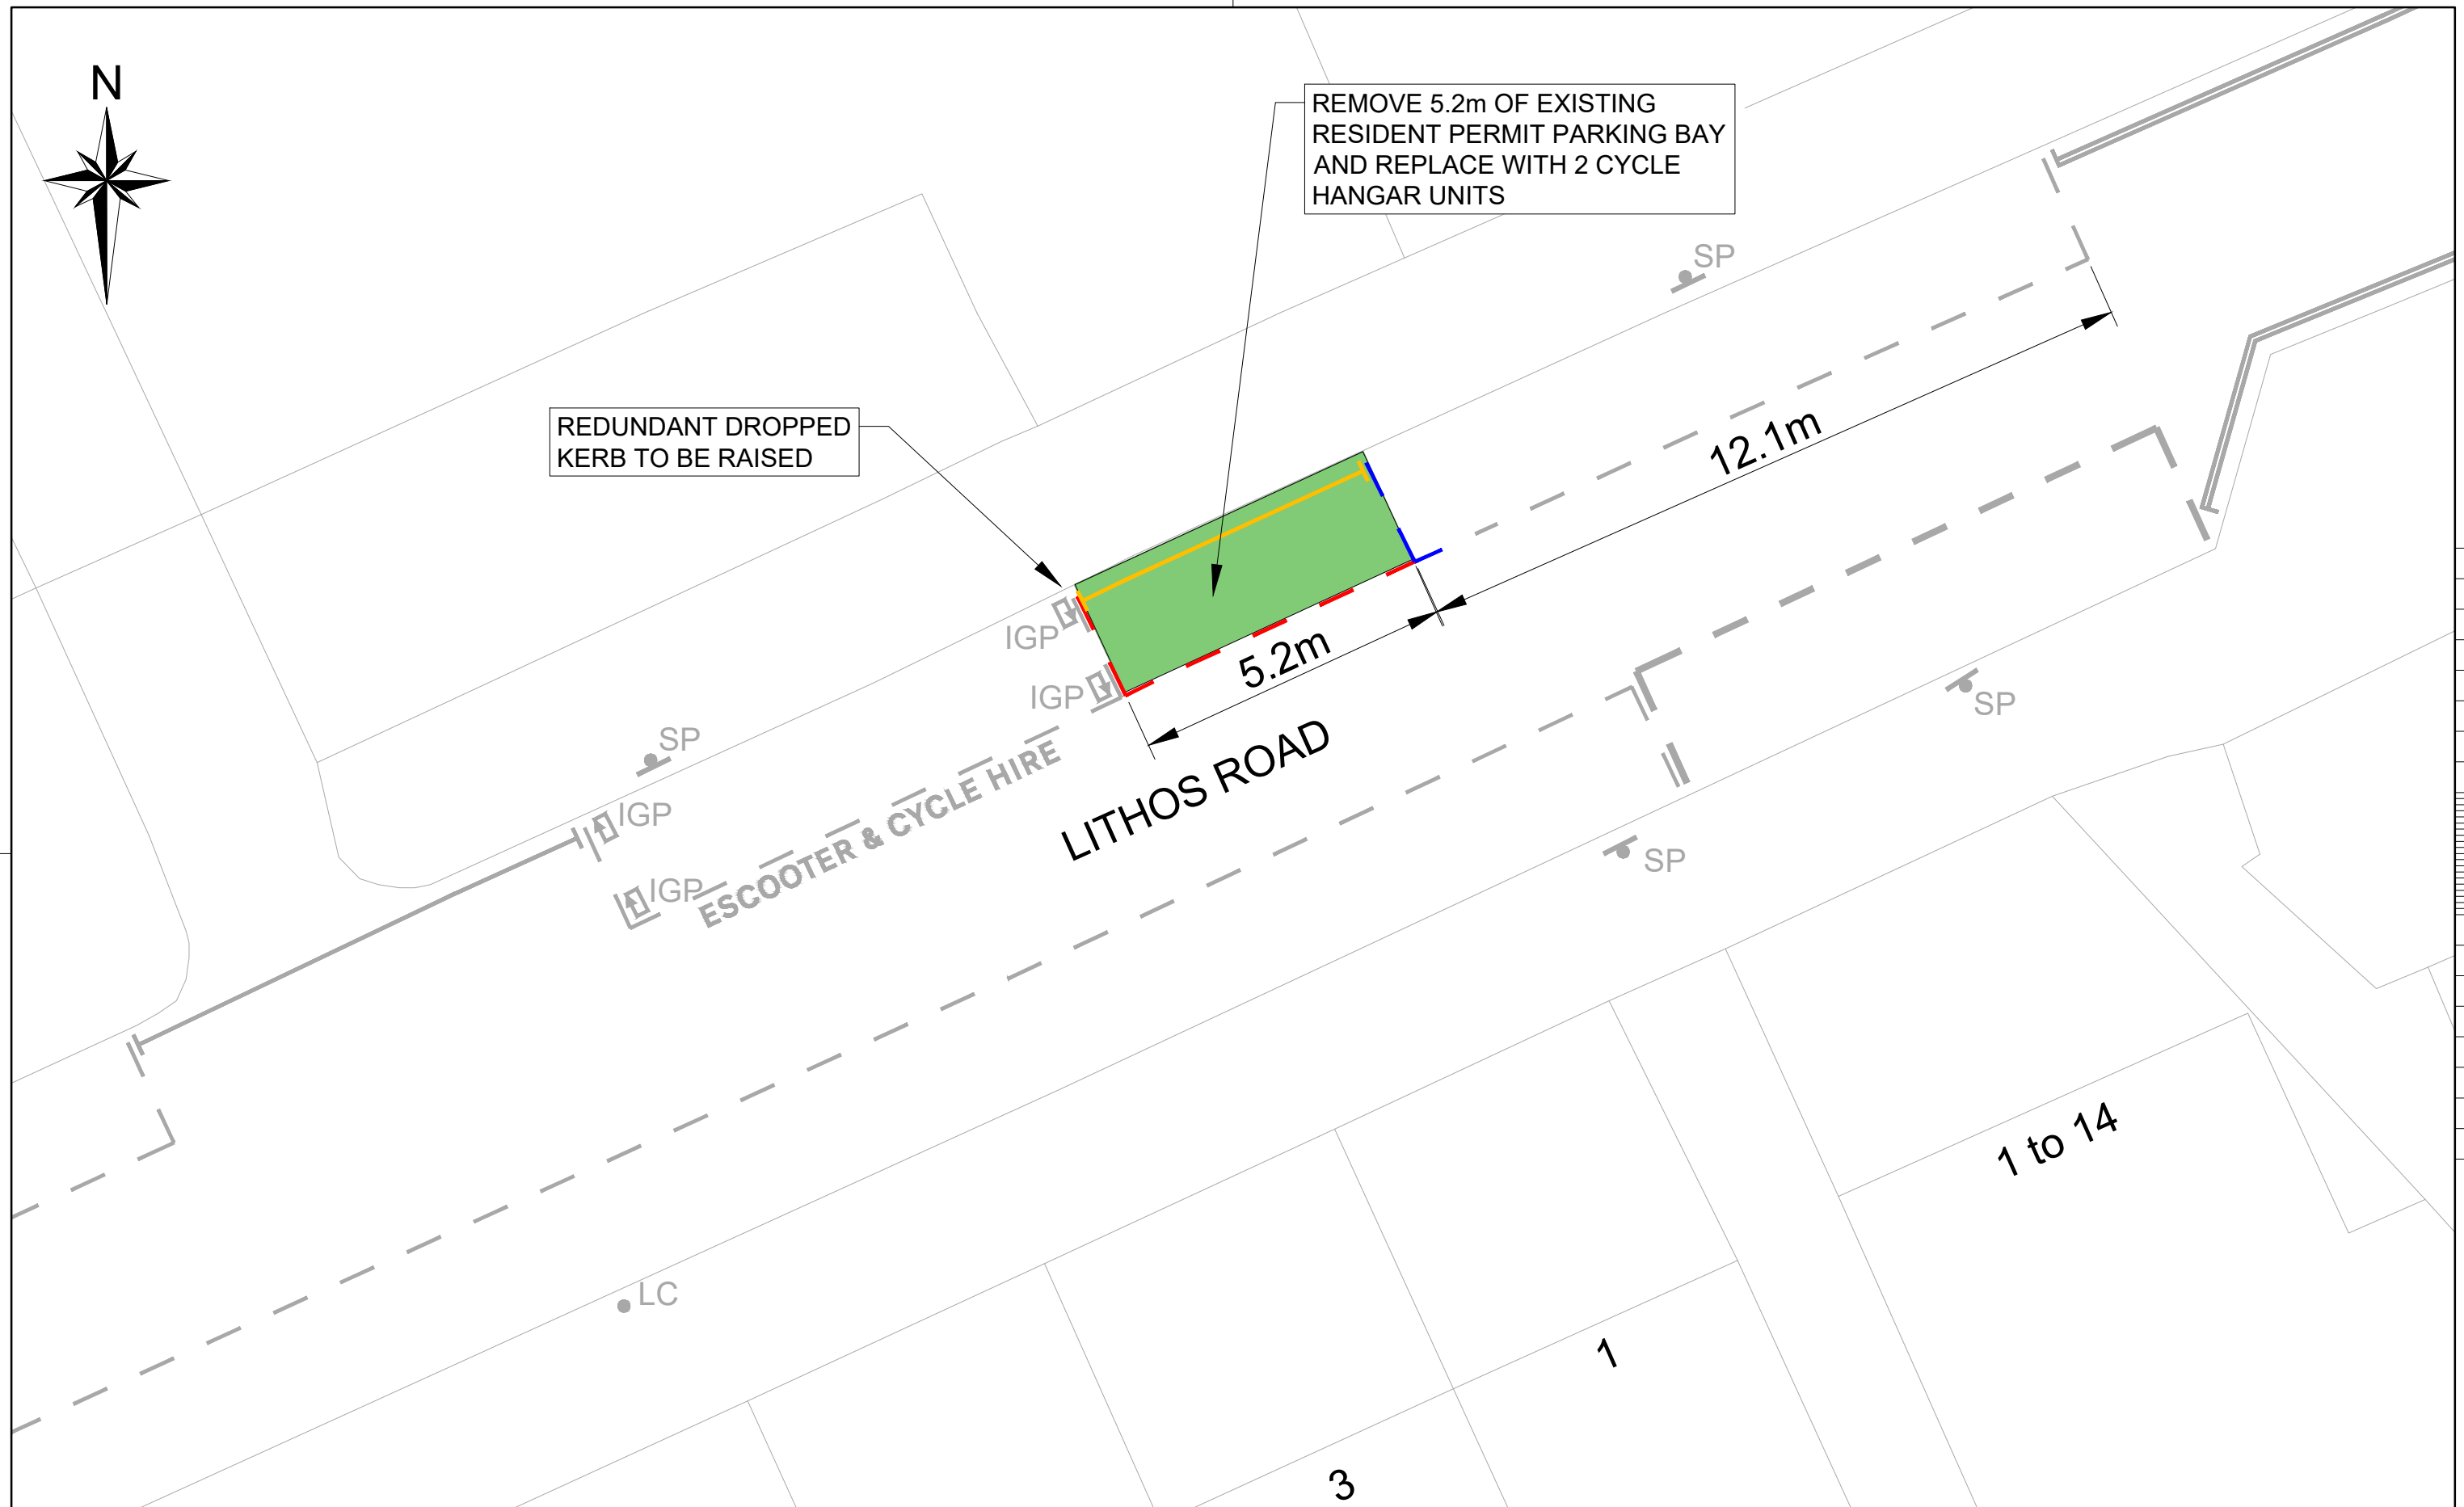 N
REMOVE 5.2m OF EXISTING
RESIDENT PERMIT PARKING BAY
AND REPLACE WITH 2 CYCLE
HANGAR UNITS
SP
REDUNDANT DROPPED
KERB TO BE RAISED
12.1m
IGP
5.2m
IGP
SP
SP
LITHOS ROAD
ESCOOTER & CYCLE HIRE
IGP
SP
IGP
1 to 14
LC
1
3